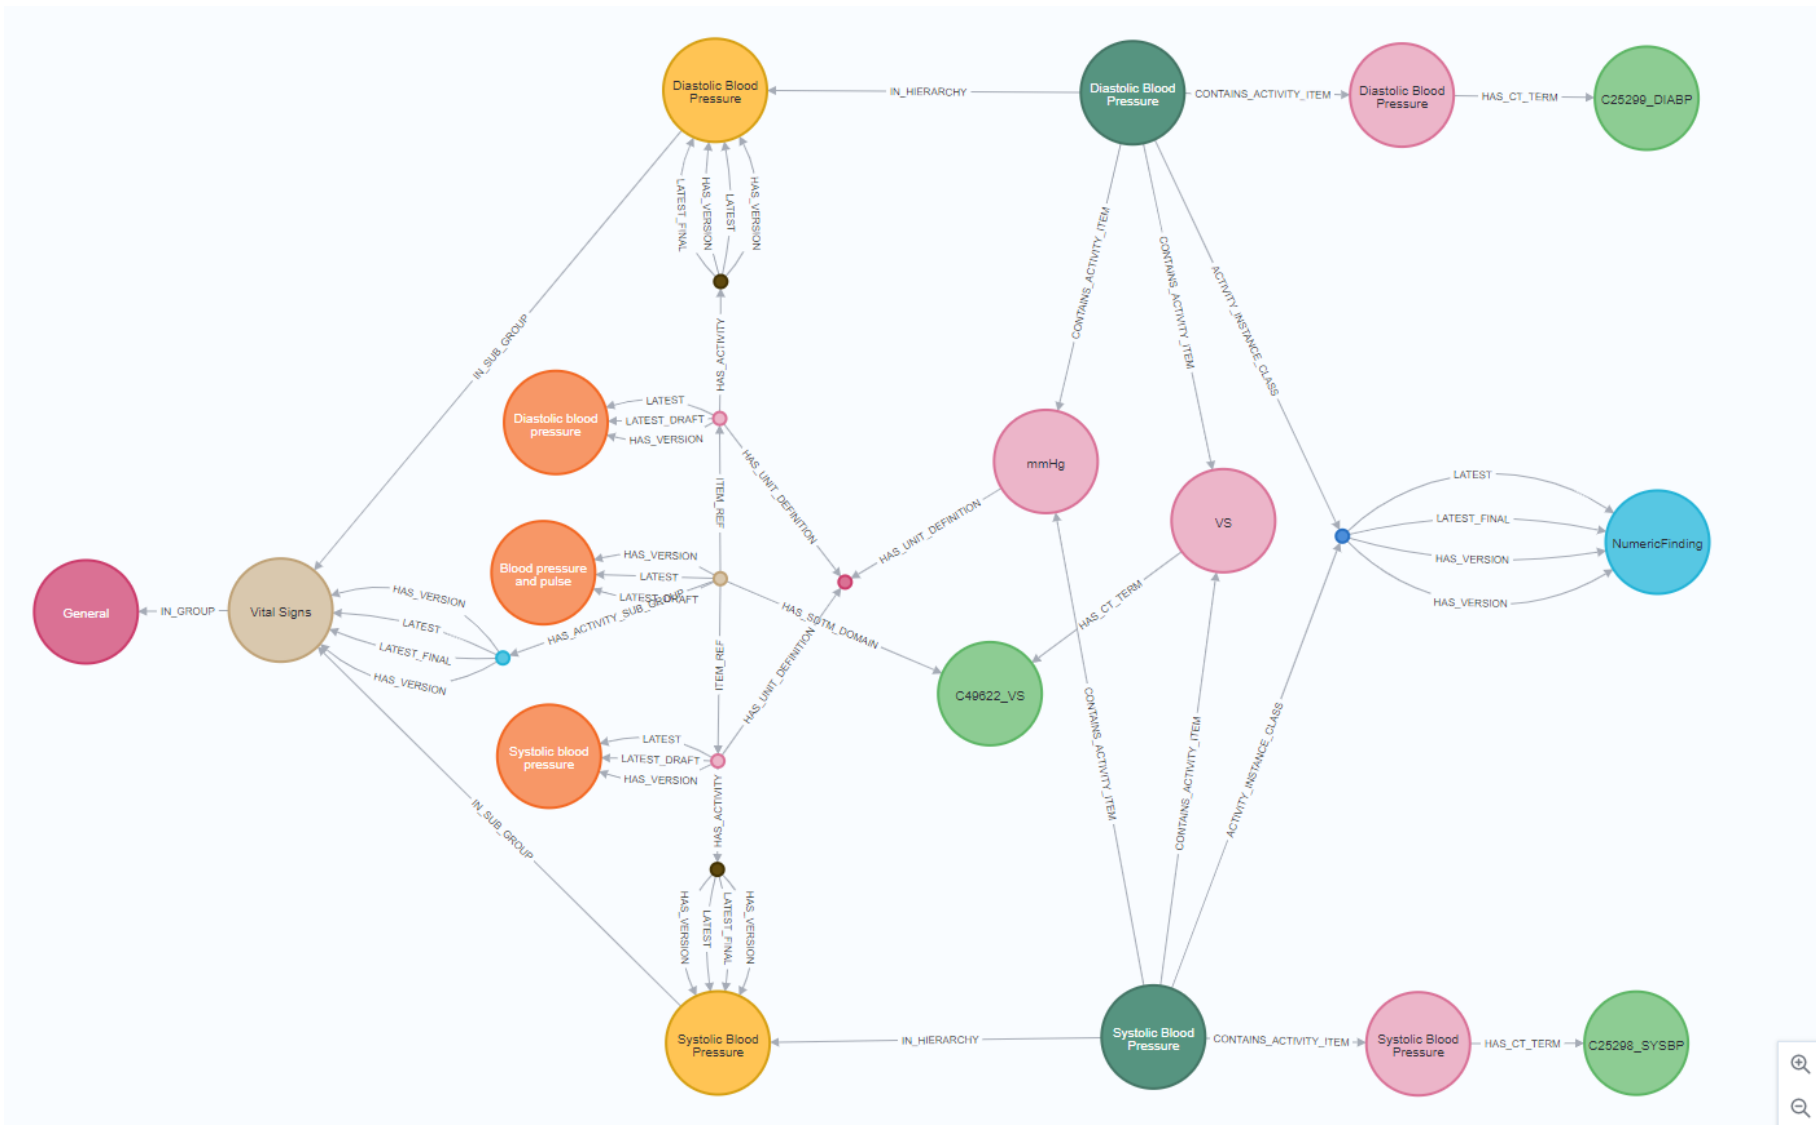 Diastolic Blood
Pressure
IN_HIERARCHY
Diastolic Blood
Pressure
CONTAINS_ACTIVITY_ITEM
Diastolic Blood
Pressure
HAS_CT_TERM
C25299_DIABP
LATEST_FINAL
HAS_VERSION
LATEST
HAS_VERSION
IN_SUB_GROUP
HAS_ACTIVITY
CONTAINS_ACTIVITY_ITEM
CONTAINS_ACTIVITY_ITEM
ACTIVITY_INSTANCE_CLASS
Diastolic blood
pressure
LATEST
LATEST_DRAFT
HAS_VERSION
ITEM_REF
HAS_UNIT_DEFINITION
mmHg
HAS_UNIT_DEFINITION
VS
LATEST
LATEST_FINAL
HAS_VERSION
HAS_VERSION
NumericFinding
Blood pressure
and pulse
HAS_VERSION
LATEST
LATEST_DRAFT
HAS_ACTIVITY_SUB_GROUP
HAS_SDTM_DOMAIN
HAS_CT_TERM
General
IN_GROUP
Vital Signs
HAS_VERSION
LATEST
LATEST_FINAL
HAS_VERSION
ITEM_REF
HAS_UNIT_DEFINITION
C49622_VS
Systolic blood
pressure
LATEST
LATEST_DRAFT
HAS_VERSION
CONTAINS_ACTIVITY_ITEM
CONTAINS_ACTIVITY_ITEM
ACTIVITY_INSTANCE_CLASS
IN_SUB_GROUP
HAS_ACTIVITY
HAS_VERSION
LATEST
LATEST_FINAL
HAS_VERSION
Systolic Blood
Pressure
IN_HIERARCHY
Systolic Blood
Pressure
CONTAINS_ACTIVITY_ITEM
Systolic Blood
Pressure
HAS_CT_TERM
C25298_SYSBP